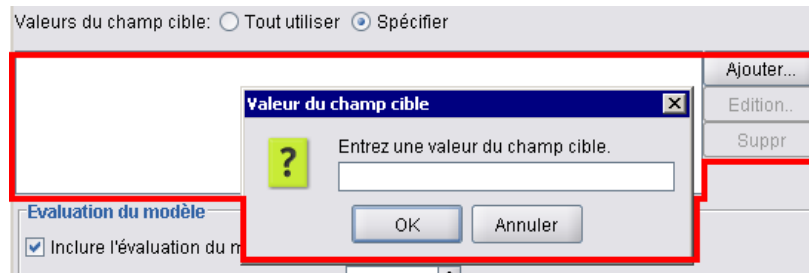 Valeurs du champ cible: Tout utiliser Spécifier
Ajouter...
Edition..
Suppr
Valeur du champ cible
Entrez une valeur du champ cible.
OK Annuler
Evaluation du modèle
Inclure l'évaluation du